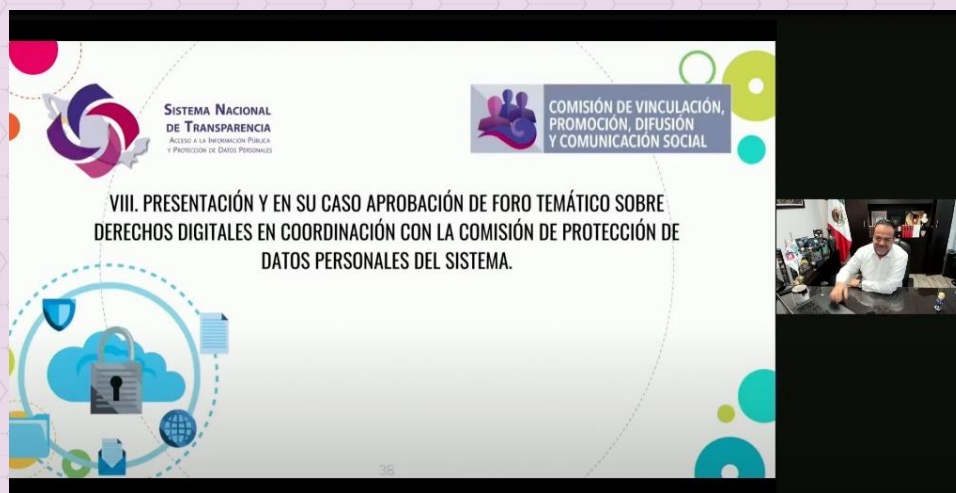 SISTEMA NACIONAL
DE TRANSPARENCIA
ACCESO A LA INFORMACIÓN PÚBLICA
Y PROTECCIÓN DE DATOS PERSONALES
COMISIÓN DE VINCULACIÓN,
PROMOCIÓN, DIFUSIÓN
Y COMUNICACIÓN SOCIAL
VIII. PRESENTACIÓN Y EN SU CASO APROBACIÓN DE FORO TEMÁTICO SOBRE
DERECHOS DIGITALES EN COORDINACIÓN CON LA COMISIÓN DE PROTECCIÓN DE
DATOS PERSONALES DEL SISTEMA.
38